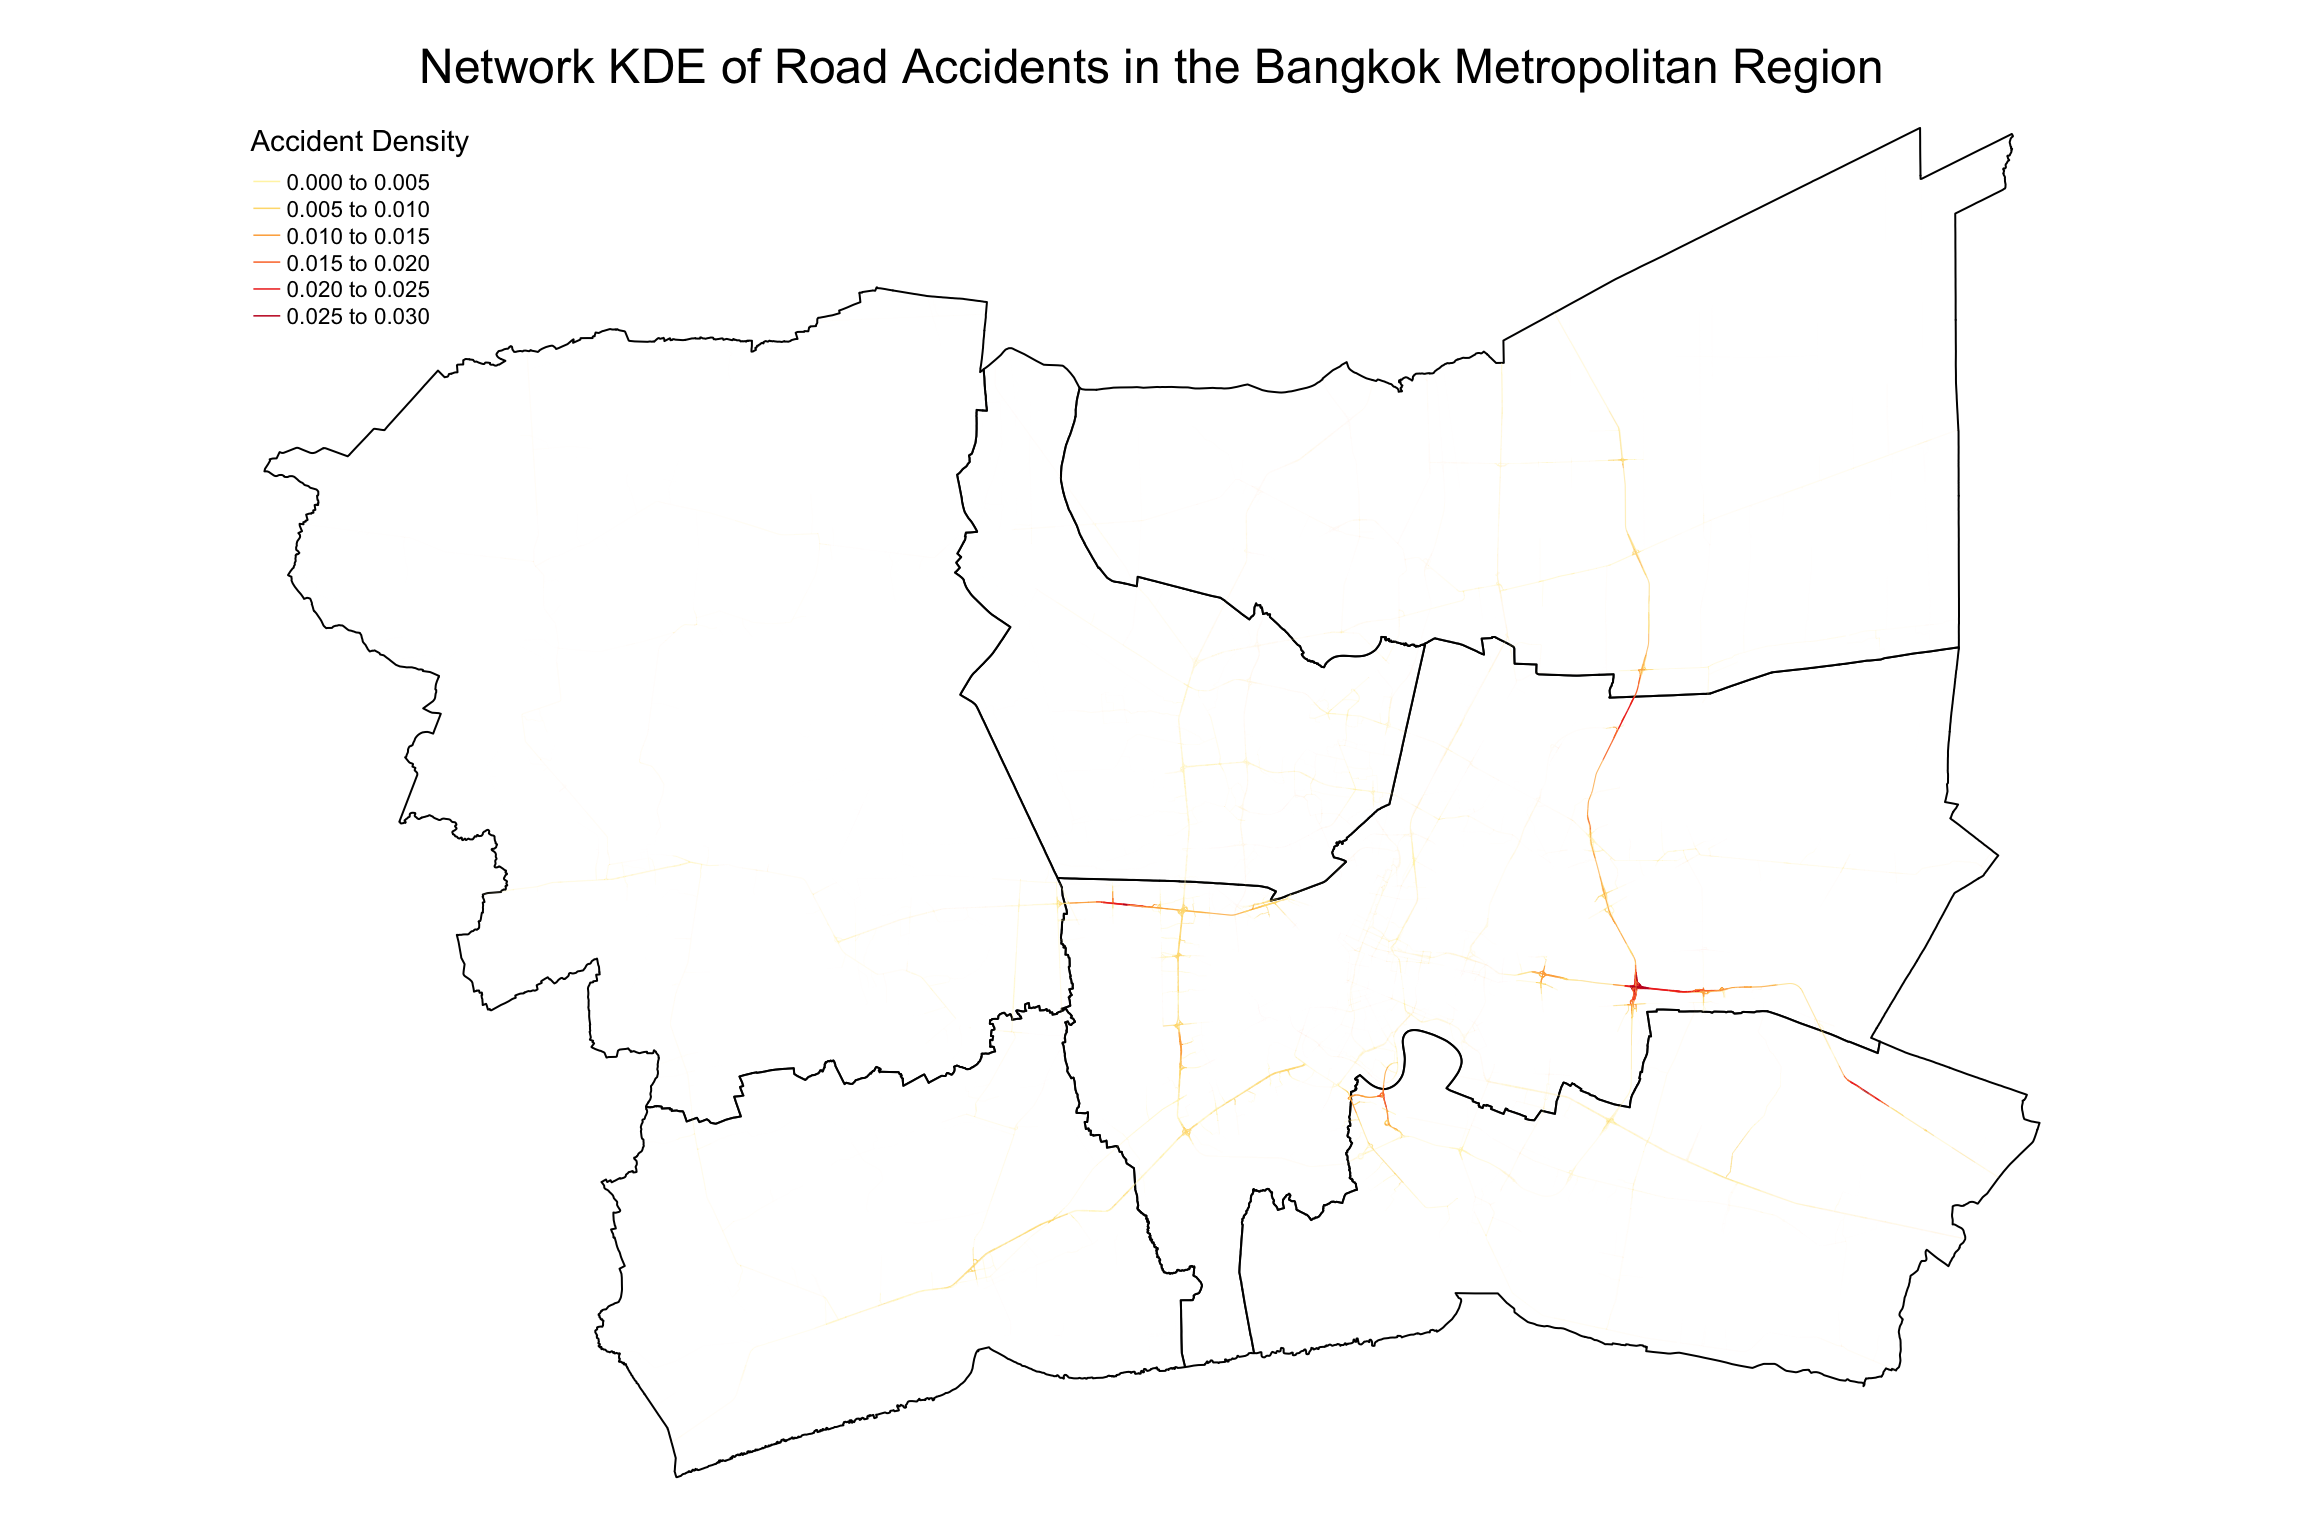 Network KDE of Road Accidents in the Bangkok Metropolitan Region
Accident Density
0.000 to 0.005
0.005 to 0.010
0.010 to 0.015
0.015 to 0.020
0.020 to 0.025
0.025 to 0.030